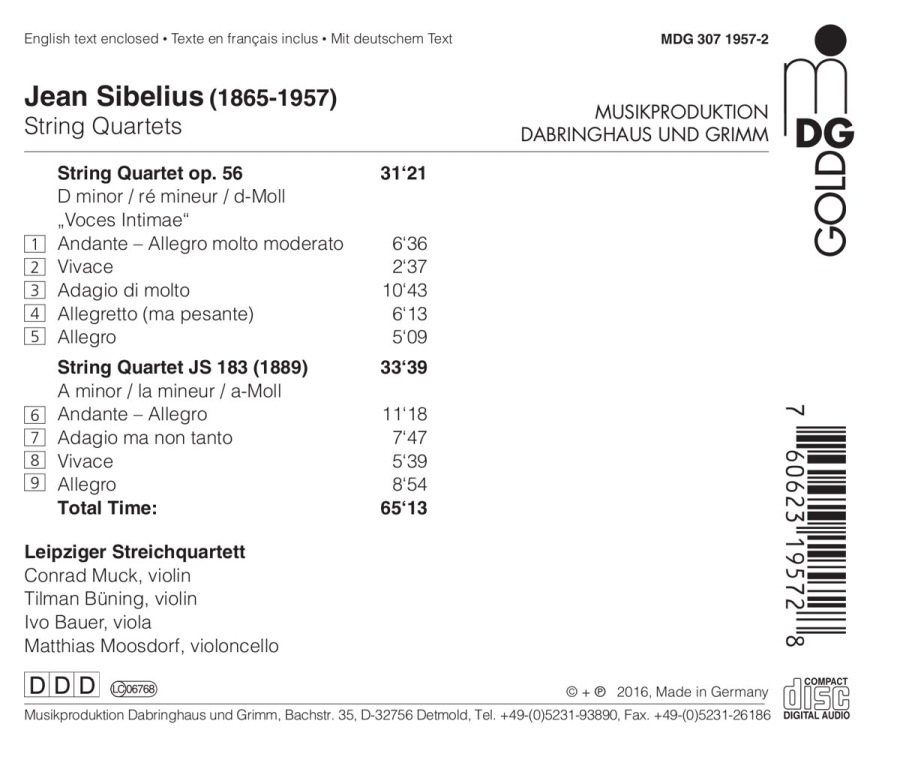 English text enclosed • Texte en français inclus • Mit deutschem Text
MDG 307 1957-2
Jean Sibelius (1865-1957)
String Quartets
MUSIKPRODUKTION
DABRINGHAUS UND GRIMM
m
DG
GOLD
String Quartet op. 56 31‘21
D minor / ré mineur / d-Moll
„Voces Intimae“
1 Andante – Allegro molto moderato 6‘36
2 Vivace 2‘37
3 Adagio di molto 10‘43
4 Allegretto (ma pesante) 6‘13
5 Allegro 5‘09
String Quartet JS 183 (1889) 33‘39
A minor / la mineur / a-Moll
6 Andante – Allegro 11‘18
7 Adagio ma non tanto 7‘47
8 Vivace 5‘39
9 Allegro 8‘54
Total Time: 65‘13
Leipziger Streichquartett
Conrad Muck, violin
Tilman Büning, violin
Ivo Bauer, viola
Matthias Moosdorf, violoncello
7 60623 19572 8
DDD LC06768
© + ℗ 2016, Made in Germany
Musikproduktion Dabringhaus und Grimm, Bachstr. 35, D-32756 Detmold, Tel. +49-(0)5231-93890, Fax. +49-(0)5231-26186
COMPACT
disc
DIGITAL AUDIO